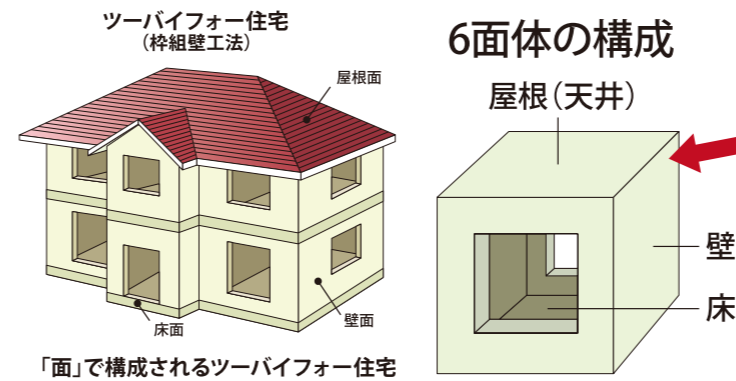 ツーバイフォー住宅
（枠組壁工法）
屋根面
床面
壁面
「面」で構成されるツーバイフォー住宅
6面体の構成
屋根（天井）
壁
床